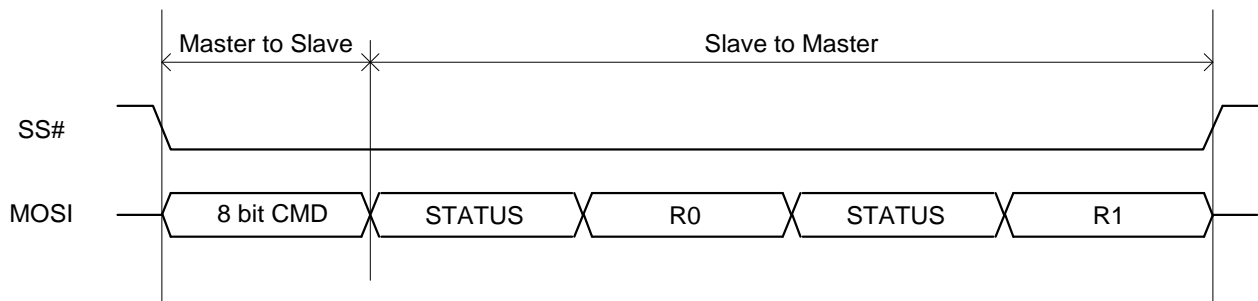 Master to Slave Slave to Master
SS#
MOSI 8 bit CMD STATUS R0 STATUS R1